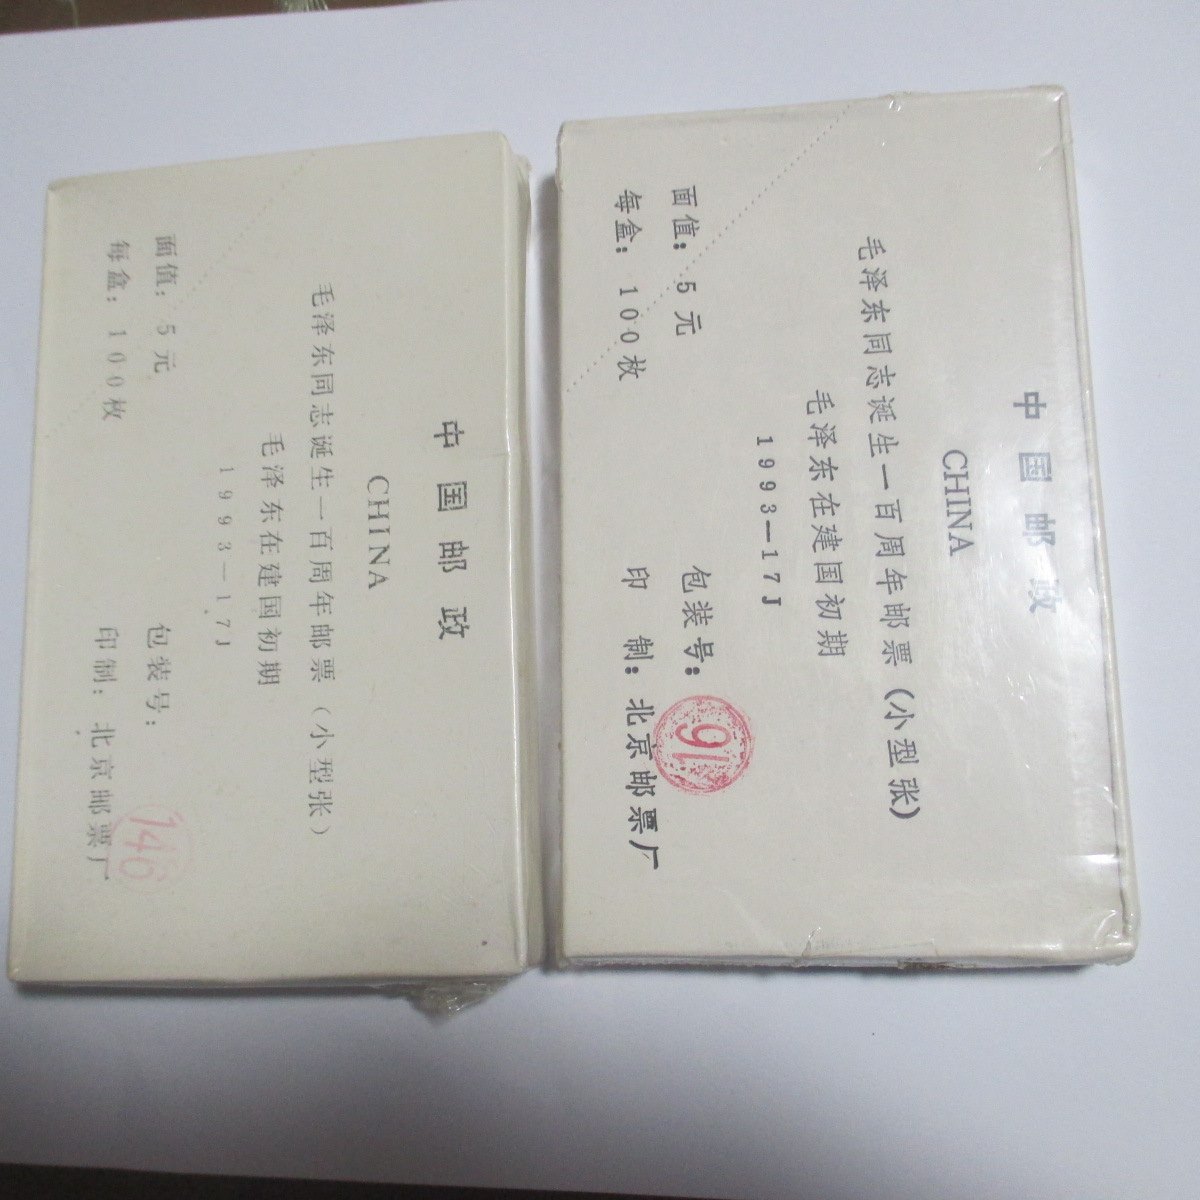 中国邮政
CHINA
毛泽东同志诞生一百周年邮票(小型张)
毛泽东在建国初期
1993-17J
面值: 5元
每盒: 100枚
包装号: 146
印制: 北京邮票厂
中国邮政
CHINA
毛泽东同志诞生一百周年邮票(小型张)
毛泽东在建国初期
1993-17J
面值: 5元
每盒: 100枚
包装号: 91
印 制: 北京邮票厂